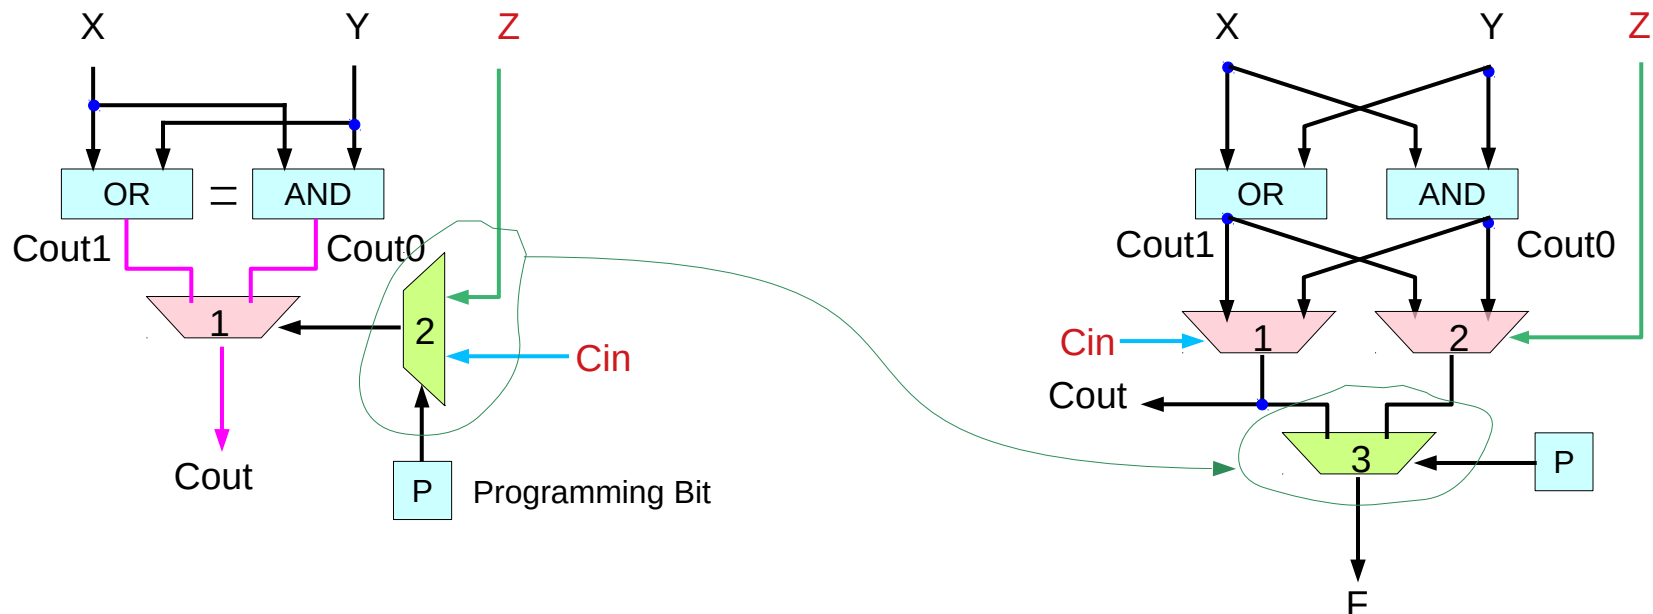 X Y Z
OR = AND
Cout1 Cout0
1
2
Cin
Cout
P Programming Bit
X Y Z
OR AND
Cout1 Cout0
Cin 1 2
Cout
3 P
F